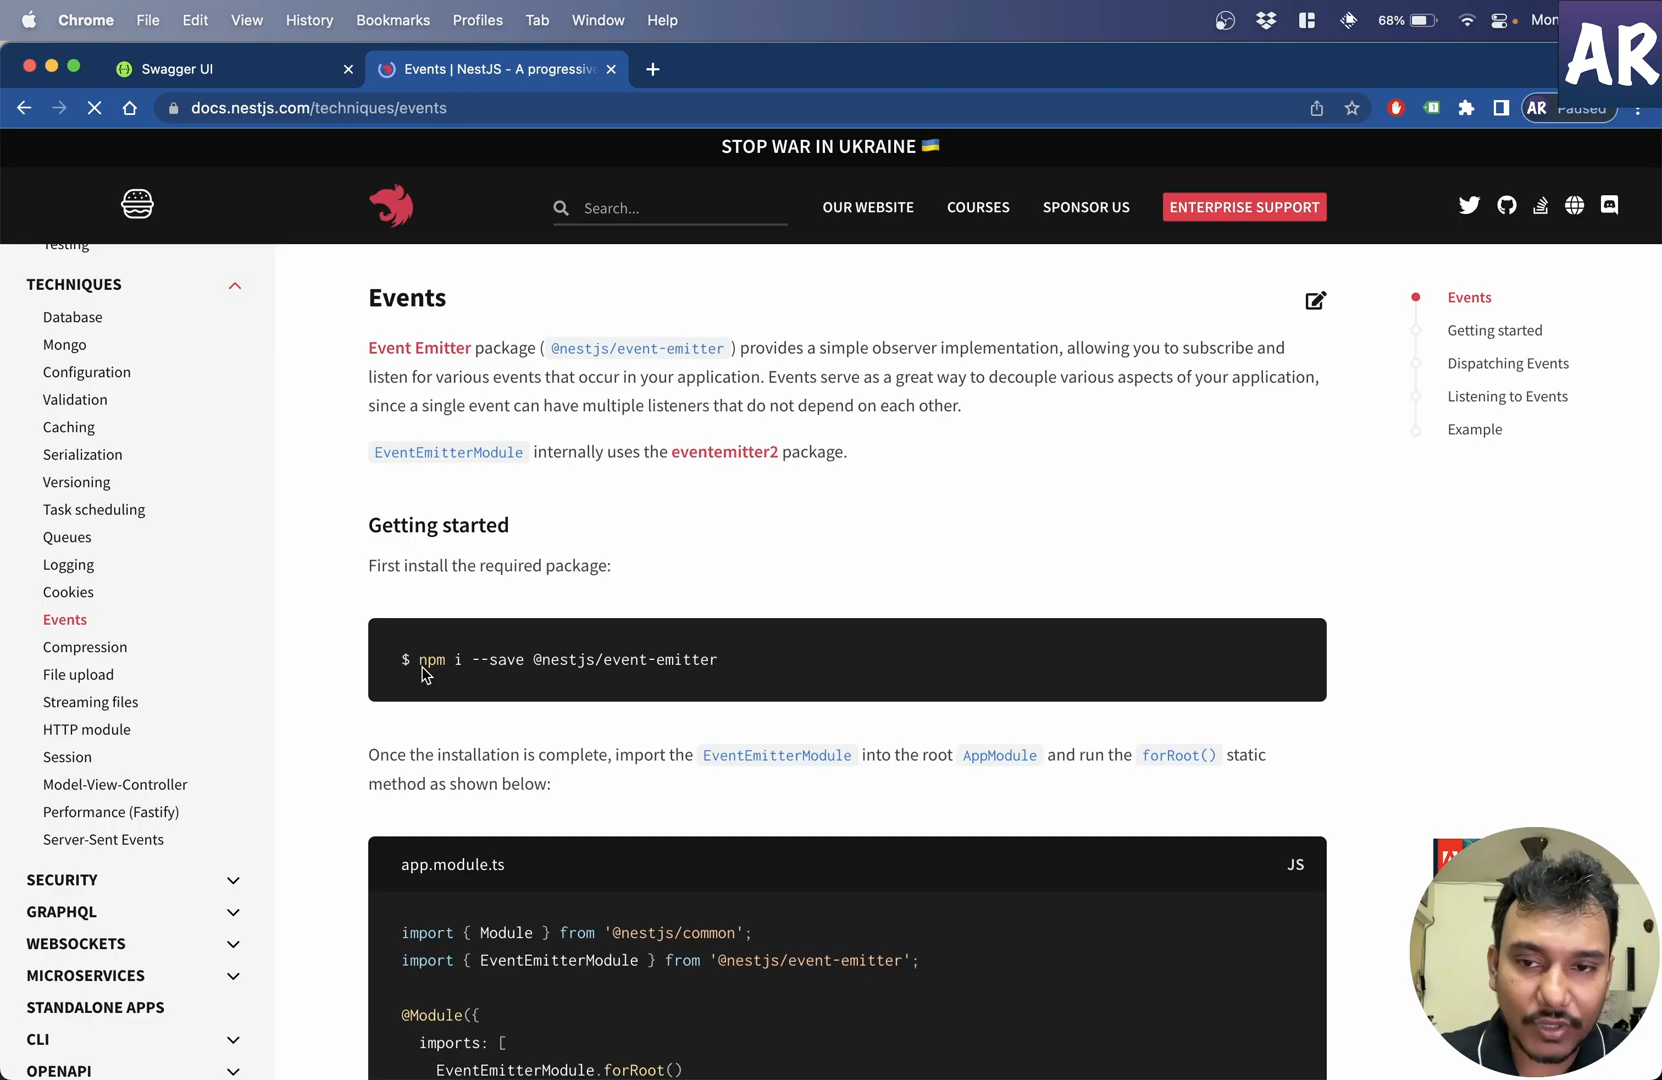 Chrome File Edit View History Bookmarks Profiles Tab Window Help 68% Mon
AR
Swagger UI
Events | NestJS - A progressive
docs.nestjs.com/techniques/events
AR Paused
STOP WAR IN UKRAINE 🇺🇦
Search...
OUR WEBSITE
COURSES
SPONSOR US
ENTERPRISE SUPPORT
Testing
TECHNIQUES
Database
Mongo
Configuration
Validation
Caching
Serialization
Versioning
Task scheduling
Queues
Logging
Cookies
Events
Compression
File upload
Streaming files
HTTP module
Session
Model-View-Controller
Performance (Fastify)
Server-Sent Events
SECURITY
GRAPHQL
WEBSOCKETS
MICROSERVICES
STANDALONE APPS
CLI
OPENAPI
Events
Event Emitter package ( @nestjs/event-emitter ) provides a simple observer implementation, allowing you to subscribe and
listen for various events that occur in your application. Events serve as a great way to decouple various aspects of your application,
since a single event can have multiple listeners that do not depend on each other.
EventEmitterModule internally uses the eventemitter2 package.
Getting started
First install the required package:
$ npm i --save @nestjs/event-emitter
Once the installation is complete, import the EventEmitterModule into the root AppModule and run the forRoot() static
method as shown below:
app.module.ts
JS
import { Module } from '@nestjs/common';
import { EventEmitterModule } from '@nestjs/event-emitter';
@Module({
imports: [
EventEmitterModule.forRoot()
Events
Getting started
Dispatching Events
Listening to Events
Example